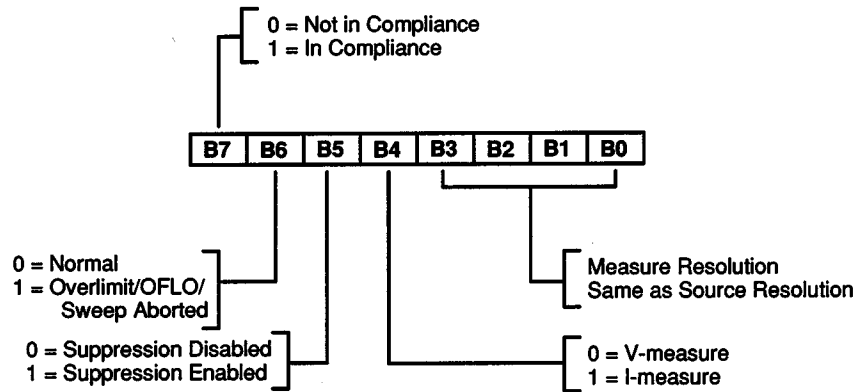 0 = Not in Compliance
1 = In Compliance
B7 B6 B5 B4 B3 B2 B1 B0
0 = Normal
1 = Overlimit/OFLO/
Sweep Aborted
Measure Resolution
Same as Source Resolution
0 = Suppression Disabled
1 = Suppression Enabled
0 = V-measure
1 = I-measure